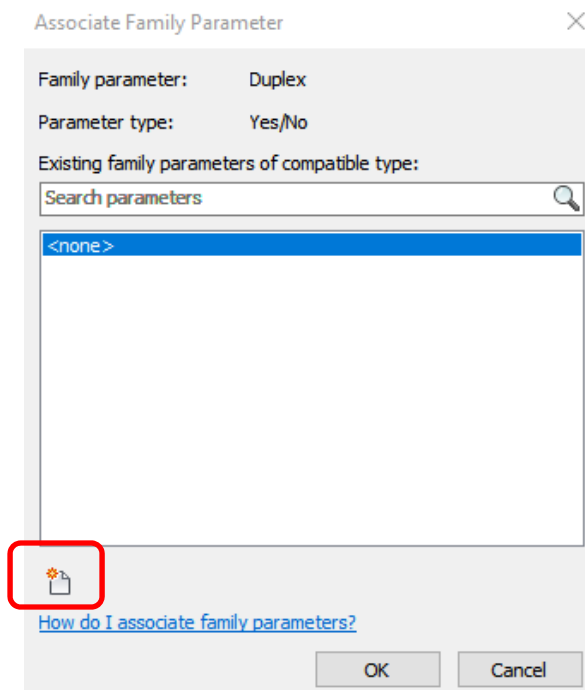 Associate Family Parameter
Family parameter: Duplex
Parameter type: Yes/No
Existing family parameters of compatible type:
Search parameters
<none>
How do I associate family parameters?
OK Cancel